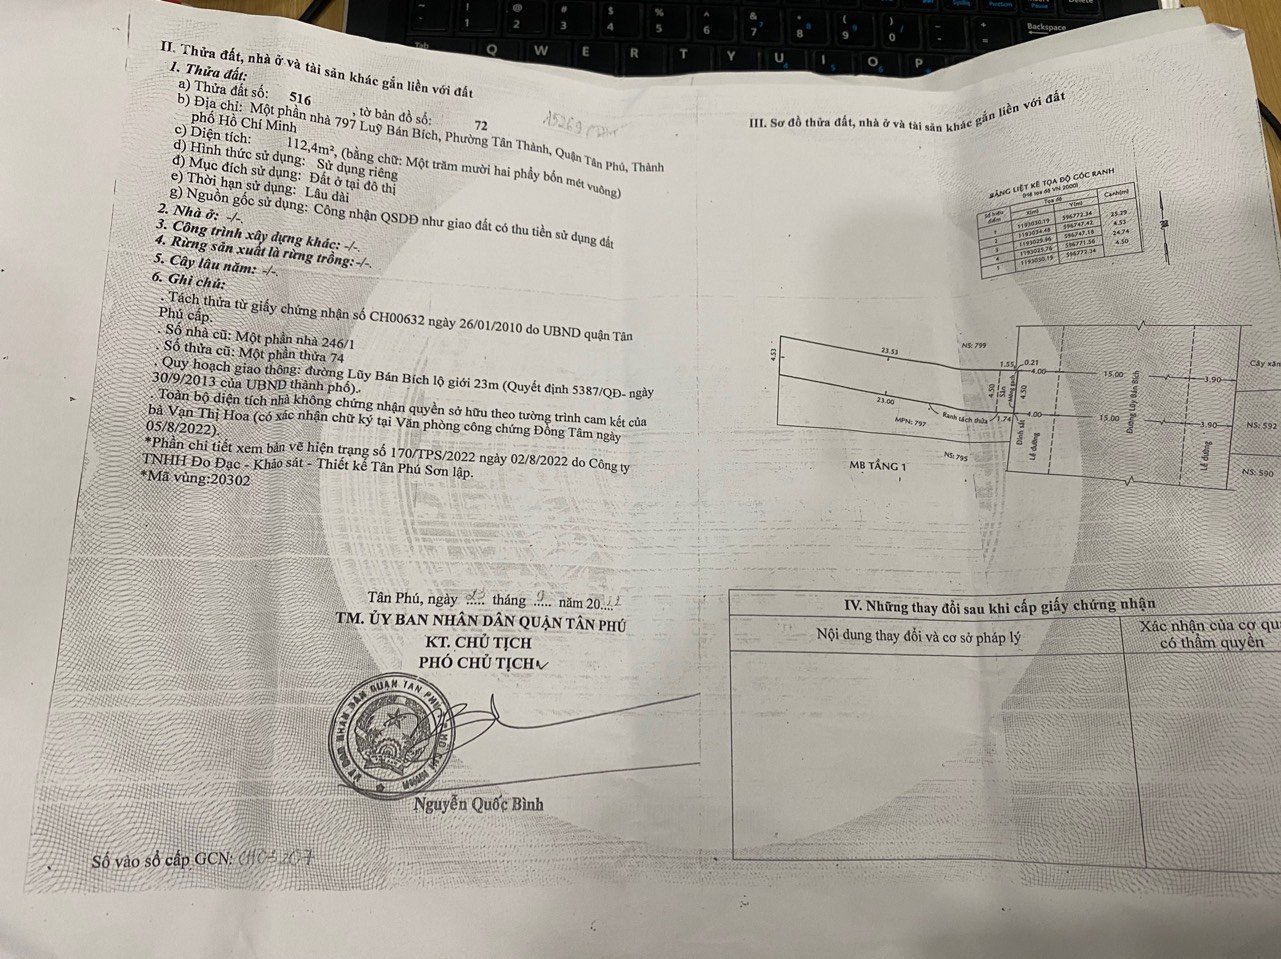 II. Thửa đất, nhà ở và tài sản khác gắn liền với đất
1. Thửa đất:
a) Thửa đất số: 516 , tờ bản đồ số: 72
b) Địa chỉ: Một phần nhà 797 Luỹ Bán Bích, Phường Tân Thành, Quận Tân Phú, Thành
phố Hồ Chí Minh
c) Diện tích: 112,4m², (bằng chữ: Một trăm mười hai phẩy bốn mét vuông)
d) Hình thức sử dụng: Sử dụng riêng
đ) Mục đích sử dụng: Đất ở tại đô thị
e) Thời hạn sử dụng: Lâu dài
g) Nguồn gốc sử dụng: Công nhận QSDĐ như giao đất có thu tiền sử dụng đất
2. Nhà ở: -/-.
3. Công trình xây dựng khác: -/-.
4. Rừng sản xuất là rừng trồng: -/-.
5. Cây lâu năm: -/-.
6. Ghi chú:
. Tách thửa từ giấy chứng nhận số CH00632 ngày 26/01/2010 do UBND quận Tân
Phú cấp.
. Số nhà cũ: Một phần nhà 246/1
. Số thửa cũ: Một phần thửa 74
. Quy hoạch giao thông: đường Lũy Bán Bích lộ giới 23m (Quyết định 5387/QĐ- ngày
30/9/2013 của UBND thành phố).
. Toàn bộ diện tích nhà không chứng nhận quyền sở hữu theo tường trình cam kết của
bà Vạn Thị Hoa (có xác nhận chữ ký tại Văn phòng công chứng Đồng Tâm ngày
05/8/2022).
*Phần chi tiết xem bản vẽ hiện trạng số 170/TPS/2022 ngày 02/8/2022 do Công ty
TNHH Đo Đạc - Khảo sát - Thiết kế Tân Phú Sơn lập.
*Mã vùng:20302
Tân Phú, ngày ..... tháng 9 năm 20....
TM. ỦY BAN NHÂN DÂN QUẬN TÂN PHÚ
KT. CHỦ TỊCH
PHÓ CHỦ TỊCH
Nguyễn Quốc Bình
Số vào sổ cấp GCN:
III. Sơ đồ thửa đất, nhà ở và tài sản khác gắn liền với đất
BẢNG LIỆT KÊ TỌA ĐỘ GÓC RANH
(Hệ tọa độ VN 2000)
Số hiệu điểm Tọa độ Cạnh(m)
X(m) Y(m)
1 1193030.19 596772.34 25.29
2 1193034.48 596747.42 4.53
3 1193029.96 596747.18 24.74
4 1193025.76 596771.56 4.50
1 1193030.19 596772.34
NS: 799
4.53
23.53
1.55
0.21
4.00
15.00
3.90
Cây xăn
4.50
Sân
4.50
23.00
Ranh tách thửa
1.74
4.00
15.00
Đường Lũy Bán Bích
3.90
NS: 592
MPN: 797
Lề đường
Lề đường
NS: 795
MB TẦNG 1
NS: 590
IV. Những thay đổi sau khi cấp giấy chứng nhận
Nội dung thay đổi và cơ sở pháp lý
Xác nhận của cơ qu
có thẩm quyền